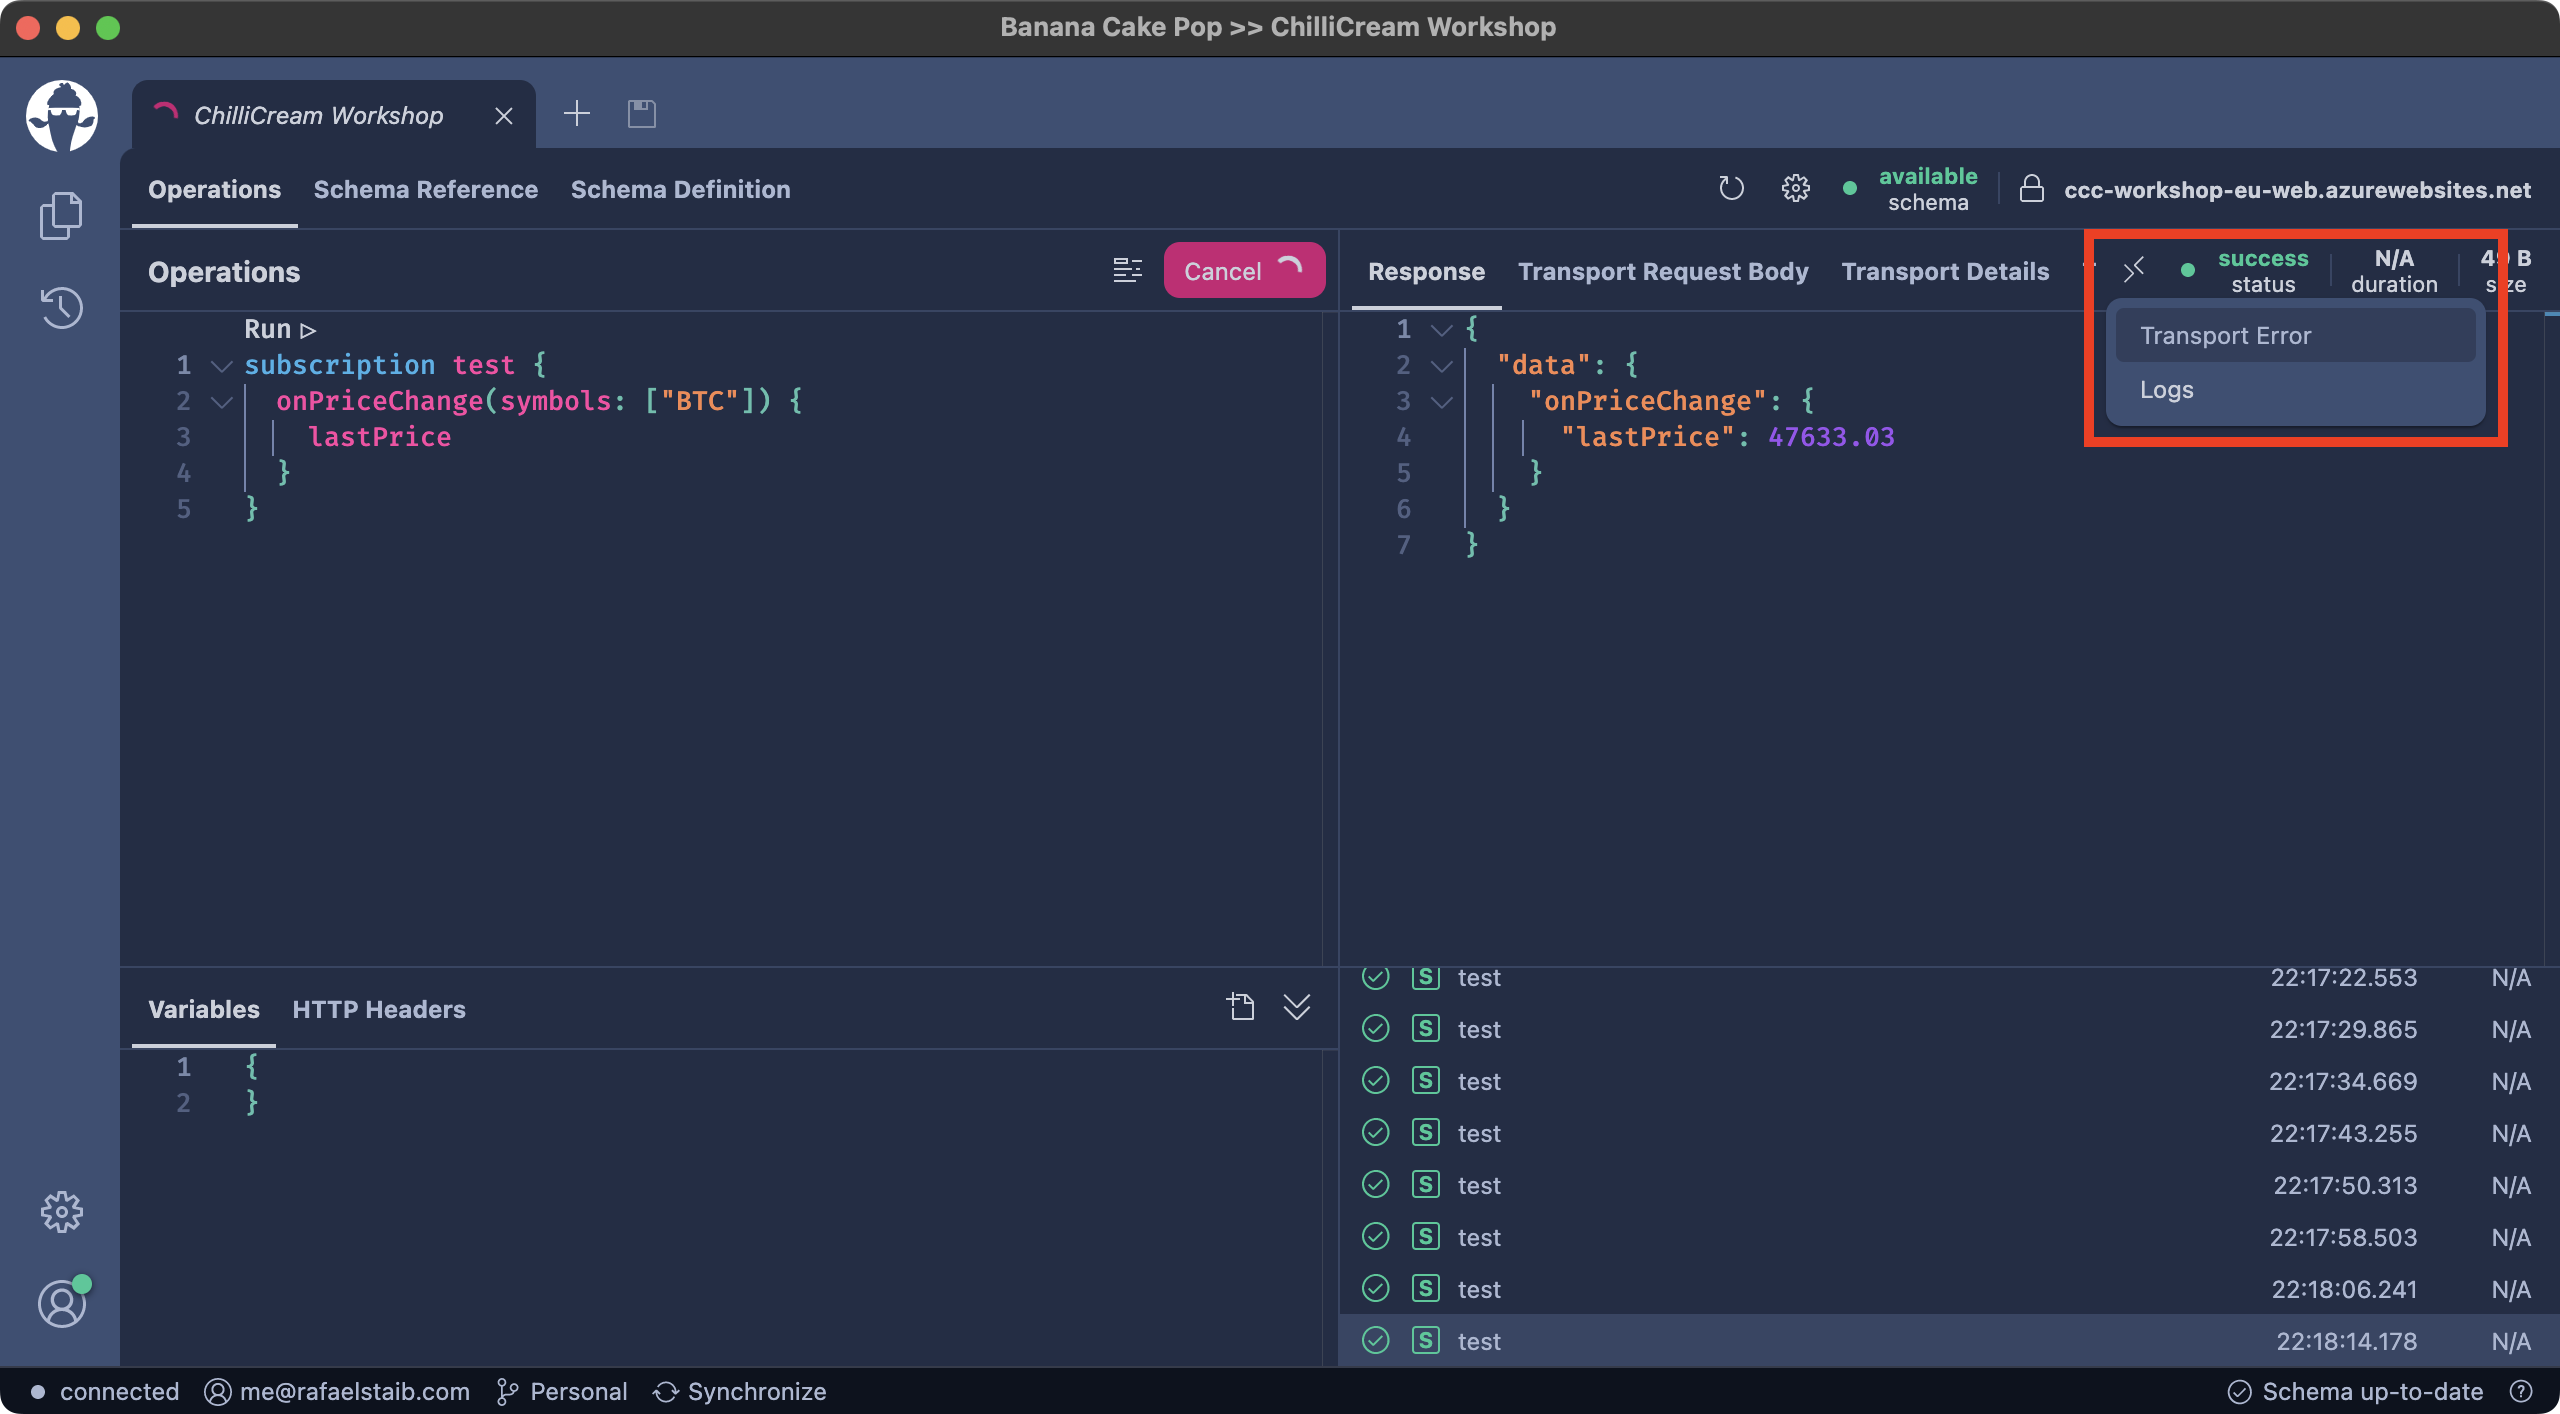 Banana Cake Pop >> ChilliCream Workshop
ChilliCream Workshop
Operations Schema Reference Schema Definition
available
schema
ccc-workshop-eu-web.azurewebsites.net
Operations
Cancel
Run
1 subscription test {
2 onPriceChange(symbols: ["BTC"]) {
3 lastPrice
4 }
5 }
Response Transport Request Body Transport Details
success
status
N/A
duration
49 B
size
Transport Error
Logs
1 {
2 "data": {
3 "onPriceChange": {
4 "lastPrice": 47633.03
5 }
6 }
7 }
Variables HTTP Headers
1 {
2 }
S test 22:17:22.553 N/A
S test 22:17:29.865 N/A
S test 22:17:34.669 N/A
S test 22:17:43.255 N/A
S test 22:17:50.313 N/A
S test 22:17:58.503 N/A
S test 22:18:06.241 N/A
S test 22:18:14.178 N/A
connected me@rafaelstaib.com Personal Synchronize Schema up-to-date ?